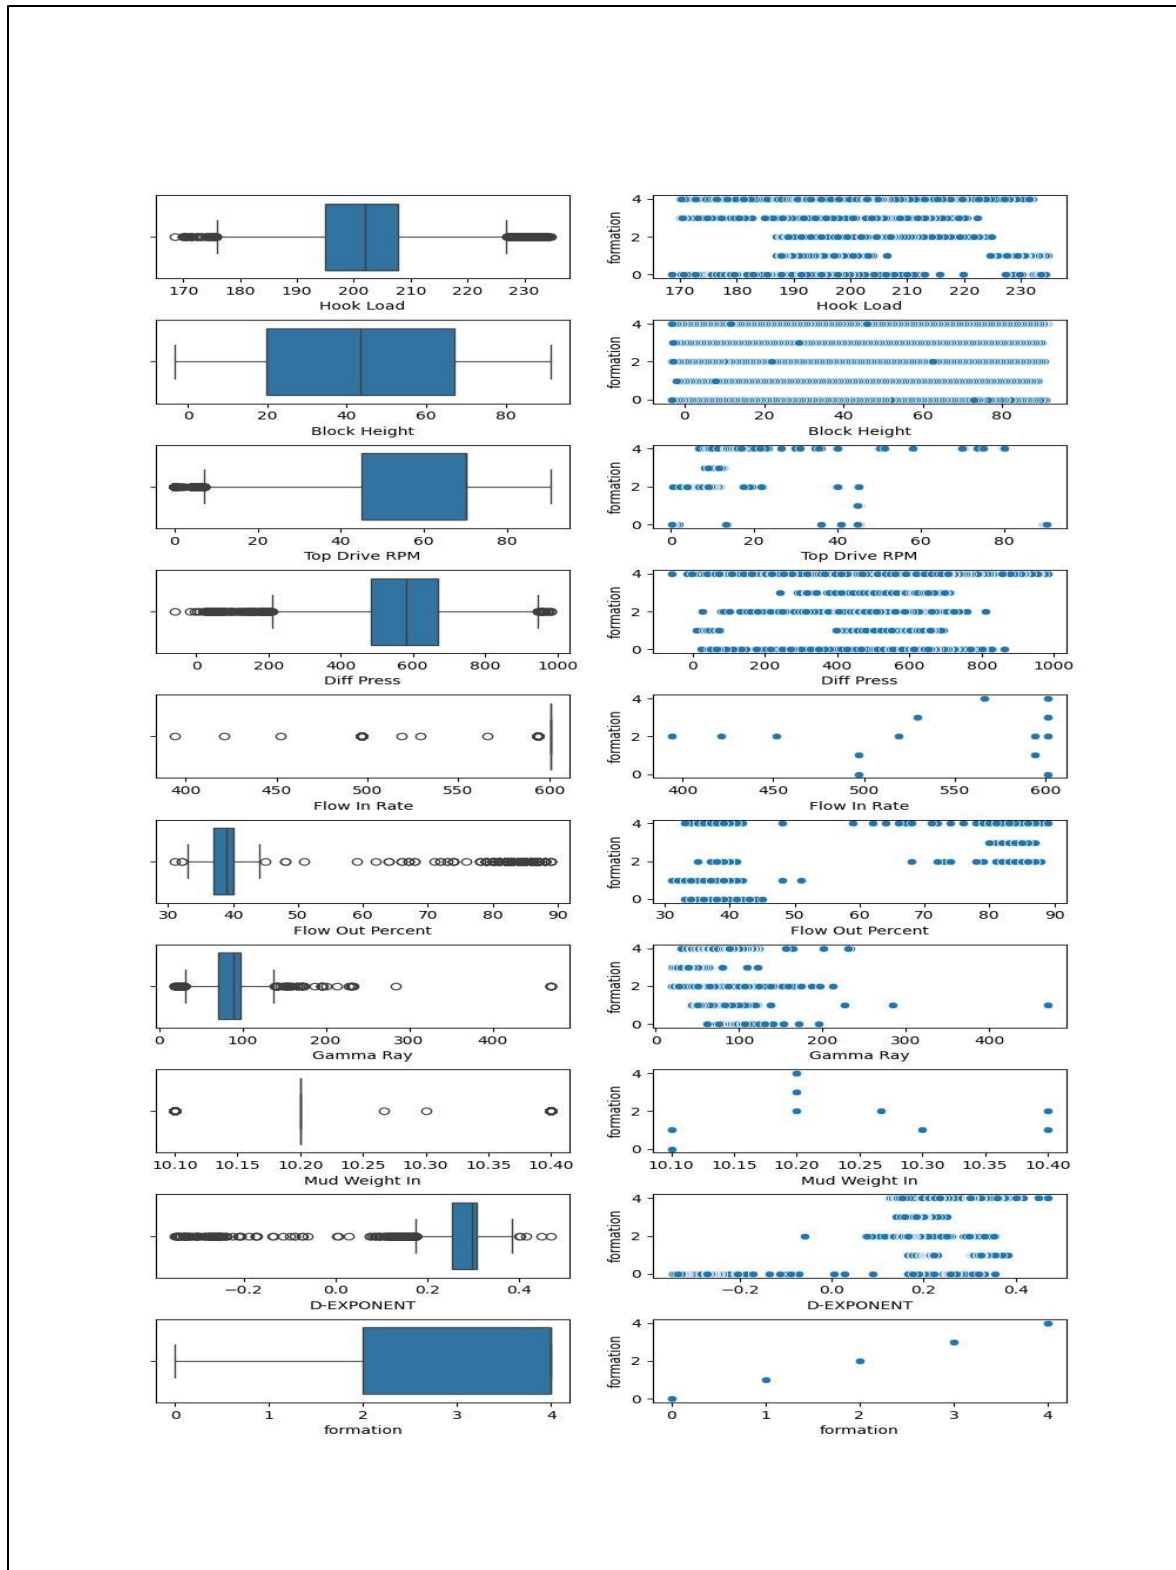 4
2
0
formation
170 180 190 200 210 220 230
Hook Load
170 180 190 200 210 220 230
Hook Load
4
2
0
formation
0 20 40 60 80
Block Height
0 20 40 60 80
Block Height
4
2
0
formation
0 20 40 60 80
Top Drive RPM
0 20 40 60 80
Top Drive RPM
4
2
0
formation
0 200 400 600 800 1000
Diff Press
0 200 400 600 800 1000
Diff Press
4
2
0
formation
400 450 500 550 600
Flow In Rate
400 450 500 550 600
Flow In Rate
4
2
0
formation
30 40 50 60 70 80 90
Flow Out Percent
30 40 50 60 70 80 90
Flow Out Percent
4
2
0
formation
0 100 200 300 400
Gamma Ray
0 100 200 300 400
Gamma Ray
4
2
0
formation
10.10 10.15 10.20 10.25 10.30 10.35 10.40
Mud Weight In
10.10 10.15 10.20 10.25 10.30 10.35 10.40
Mud Weight In
4
2
0
formation
−0.2 0.0 0.2 0.4
D-EXPONENT
−0.2 0.0 0.2 0.4
D-EXPONENT
4
2
0
formation
0 1 2 3 4
formation
0 1 2 3 4
formation